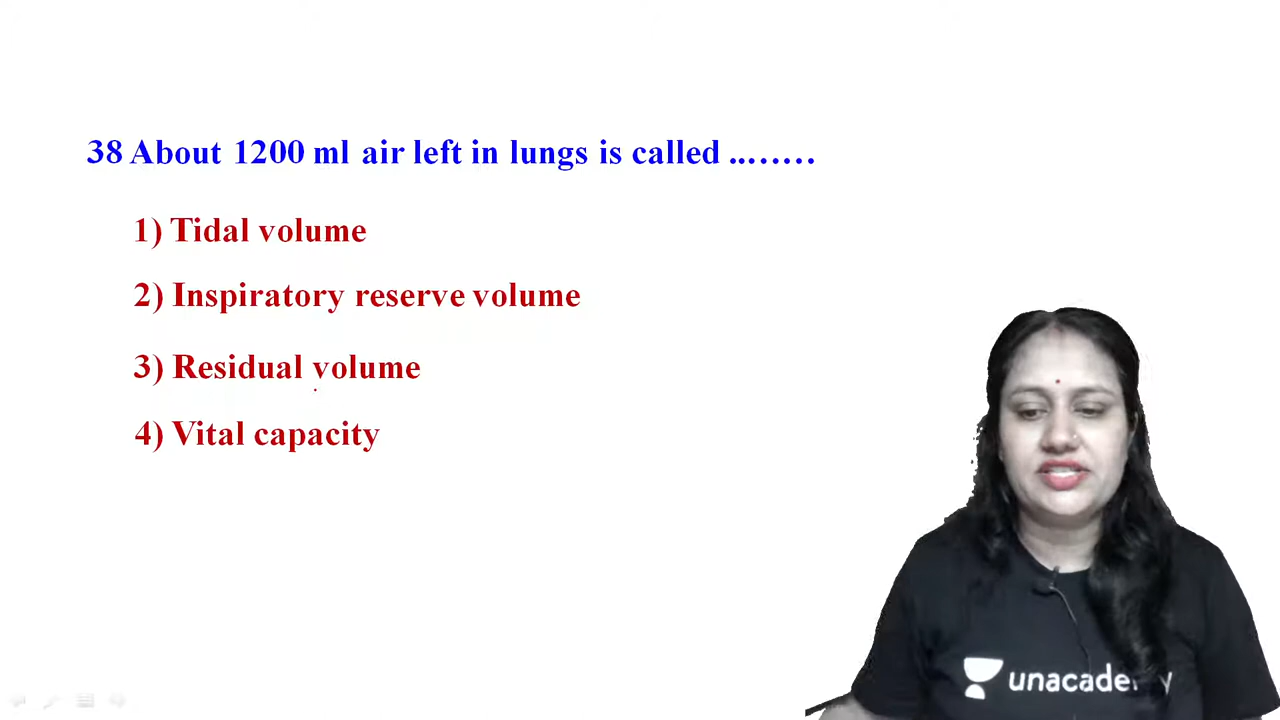 38 About 1200 ml air left in lungs is called ..……
1) Tidal volume
2) Inspiratory reserve volume
3) Residual volume
4) Vital capacity
unacademy